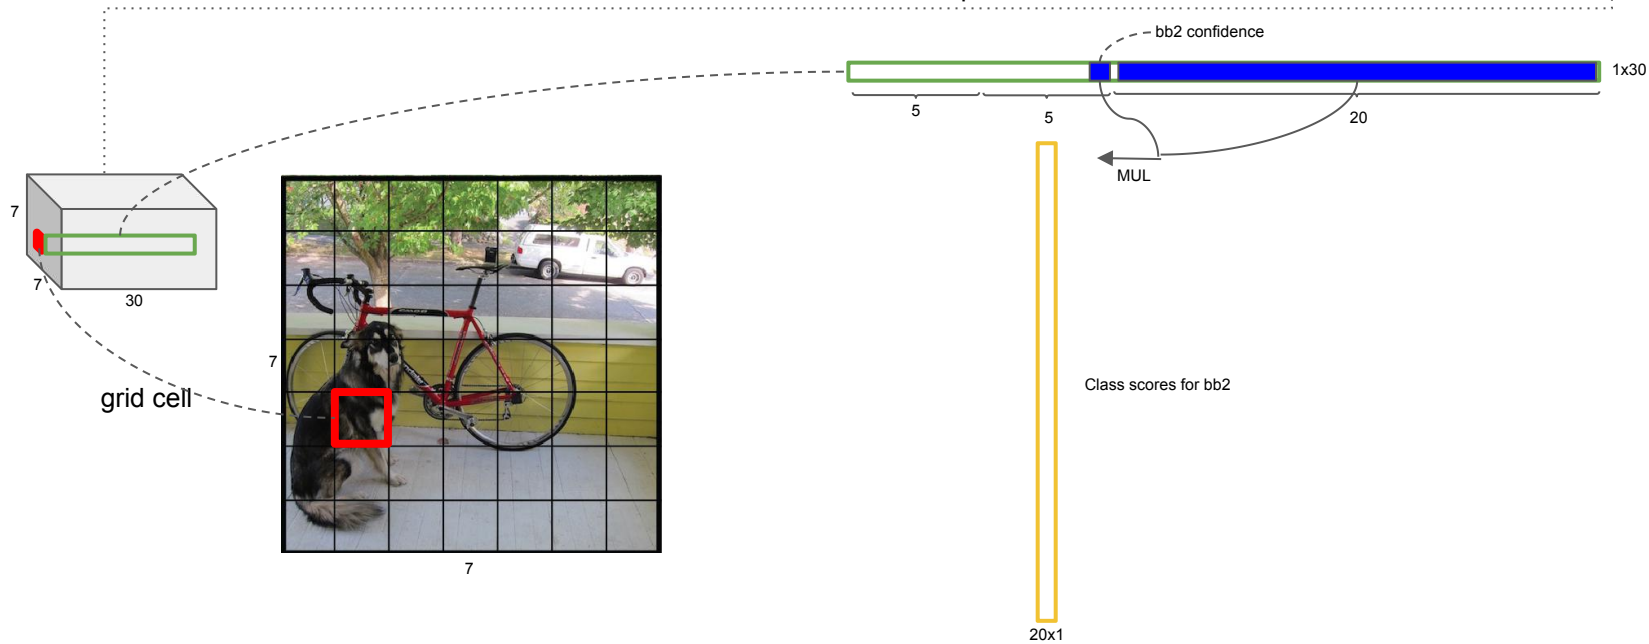 bb2 confidence
1x30
5
5
20
MUL
7
7
30
7
grid cell
Class scores for bb2
7
20x1